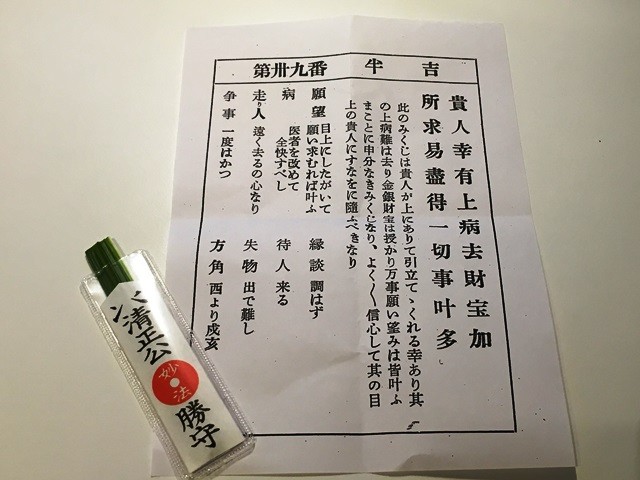 第卅九番 半 吉
貴人幸有上病去財宝加
所求易盡得一切事叶多
此のみくじは貴人が上にありて引立てゝくれる幸あり其
の上病難は去り金銀財宝は授かり万事願い望みは皆叶ふ
まことに申分なきみくじなり、よく〱信心して其の目
上の貴人にすなをに随ふべきなり
願望 目上にしたがいて
願い求むれば叶ふ
病 医者を改めて
全快すべし
走り人 遠く去るの心なり
争事 一度はかつ
縁談 調はず
待人 来る
失物 出で難し
方角 西より戌亥
清正公
妙法
勝守